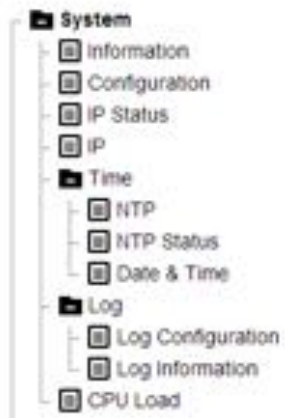 System
Information
Configuration
IP Status
IP
Time
NTP
NTP Status
Date & Time
Log
Log Configuration
Log Information
CPU Load